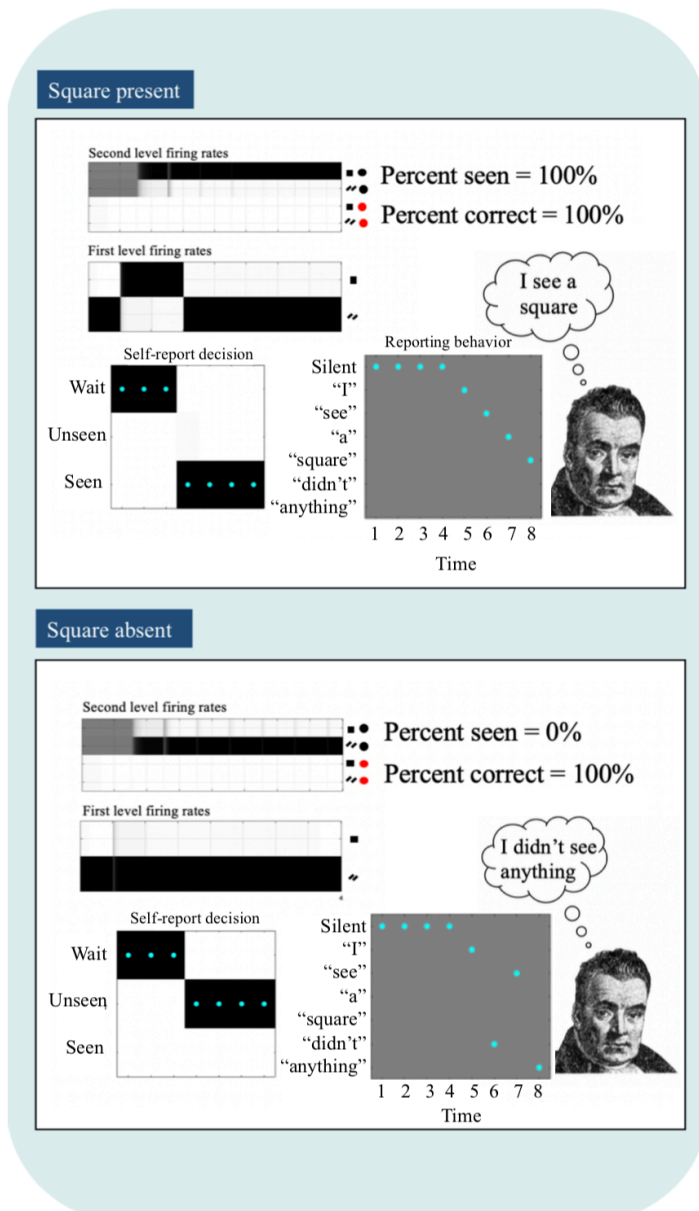 Square present
Second level firing rates
Percent seen = 100%
Percent correct = 100%
First level firing rates
I see a
square
Self-report decision
Wait
Unseen
Seen
Reporting behavior
Silent
“I”
“see”
“a”
“square”
“didn’t”
“anything”
1 2 3 4 5 6 7 8
Time
Square absent
Second level firing rates
Percent seen = 0%
Percent correct = 100%
First level firing rates
I didn’t see
anything
Self-report decision
Wait
Unseen
Seen
Silent
“I”
“see”
“a”
“square”
“didn’t”
“anything”
1 2 3 4 5 6 7 8
Time